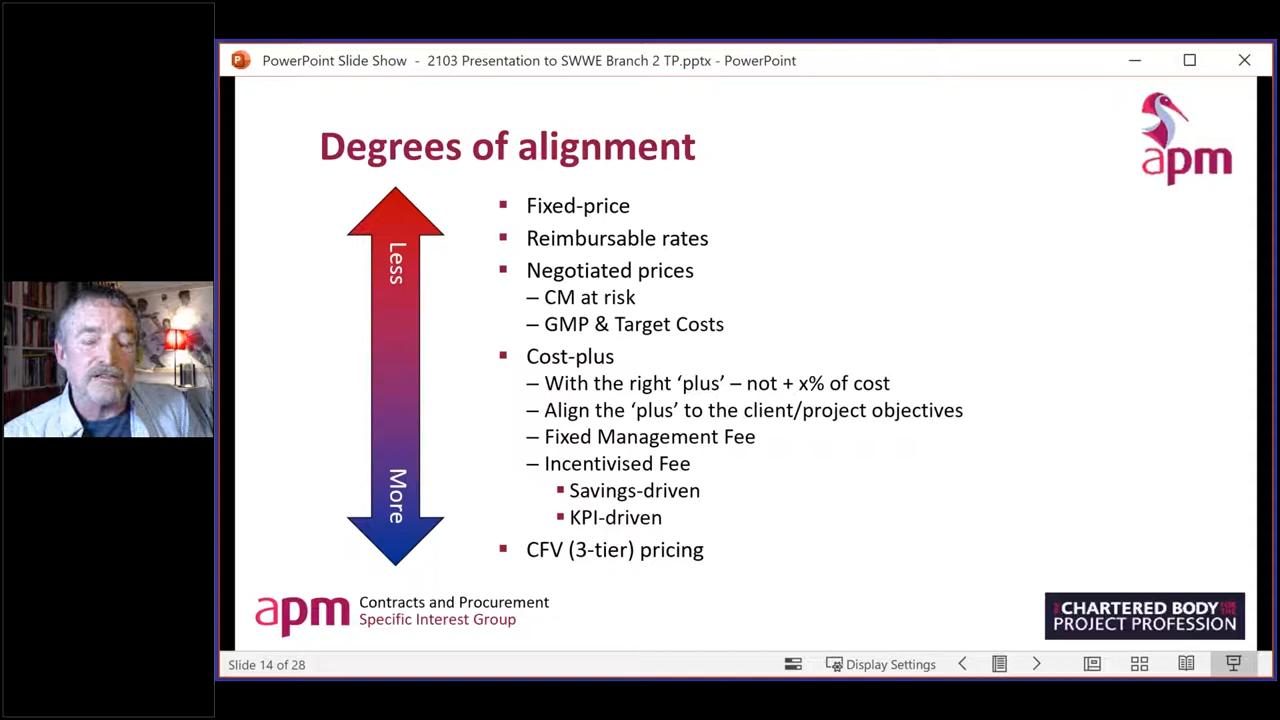 PowerPoint Slide Show - 2103 Presentation to SWWE Branch 2 TP.pptx - PowerPoint
apm
Degrees of alignment
Less
More
Fixed-price
Reimbursable rates
Negotiated prices
– CM at risk
– GMP & Target Costs
Cost-plus
– With the right ‘plus’ – not + x% of cost
– Align the ‘plus’ to the client/project objectives
– Fixed Management Fee
– Incentivised Fee
Savings-driven
KPI-driven
CFV (3-tier) pricing
apm
Contracts and Procurement
Specific Interest Group
THE CHARTERED BODY FOR THE
PROJECT PROFESSION
Slide 14 of 28
Display Settings